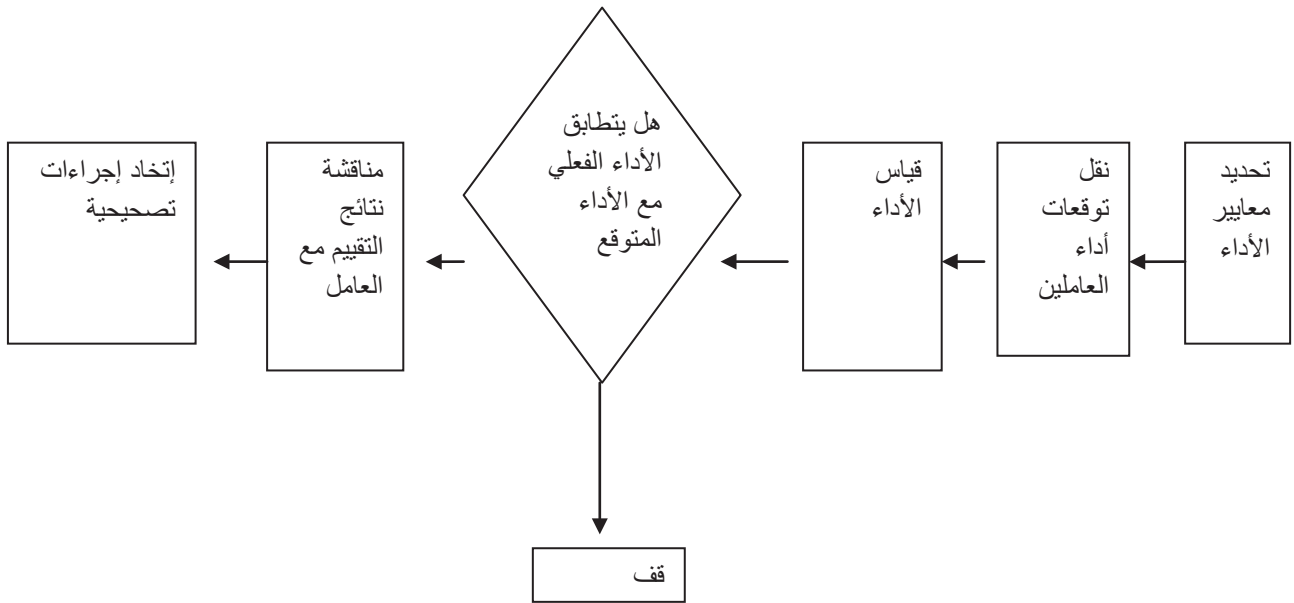 تحديد
معايير
الأداء
نقل
توقعات
أداء
العاملين
قياس
الأداء
هل يتطابق
الأداء الفعلي
مع الأداء
المتوقع
مناقشة
نتائج
التقييم مع
العامل
إتخاد إجراءات
تصحيحية
قف